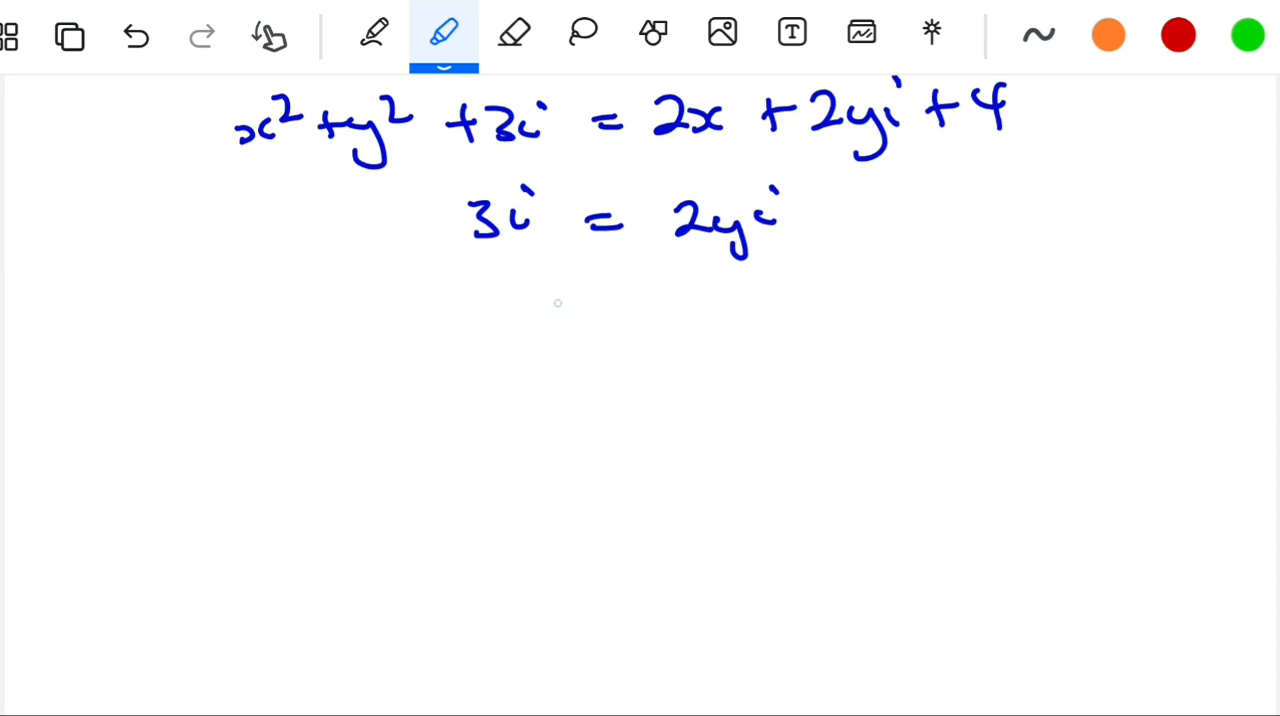 x² + y² + 3i = 2x + 2yi + 4
3i = 2yi